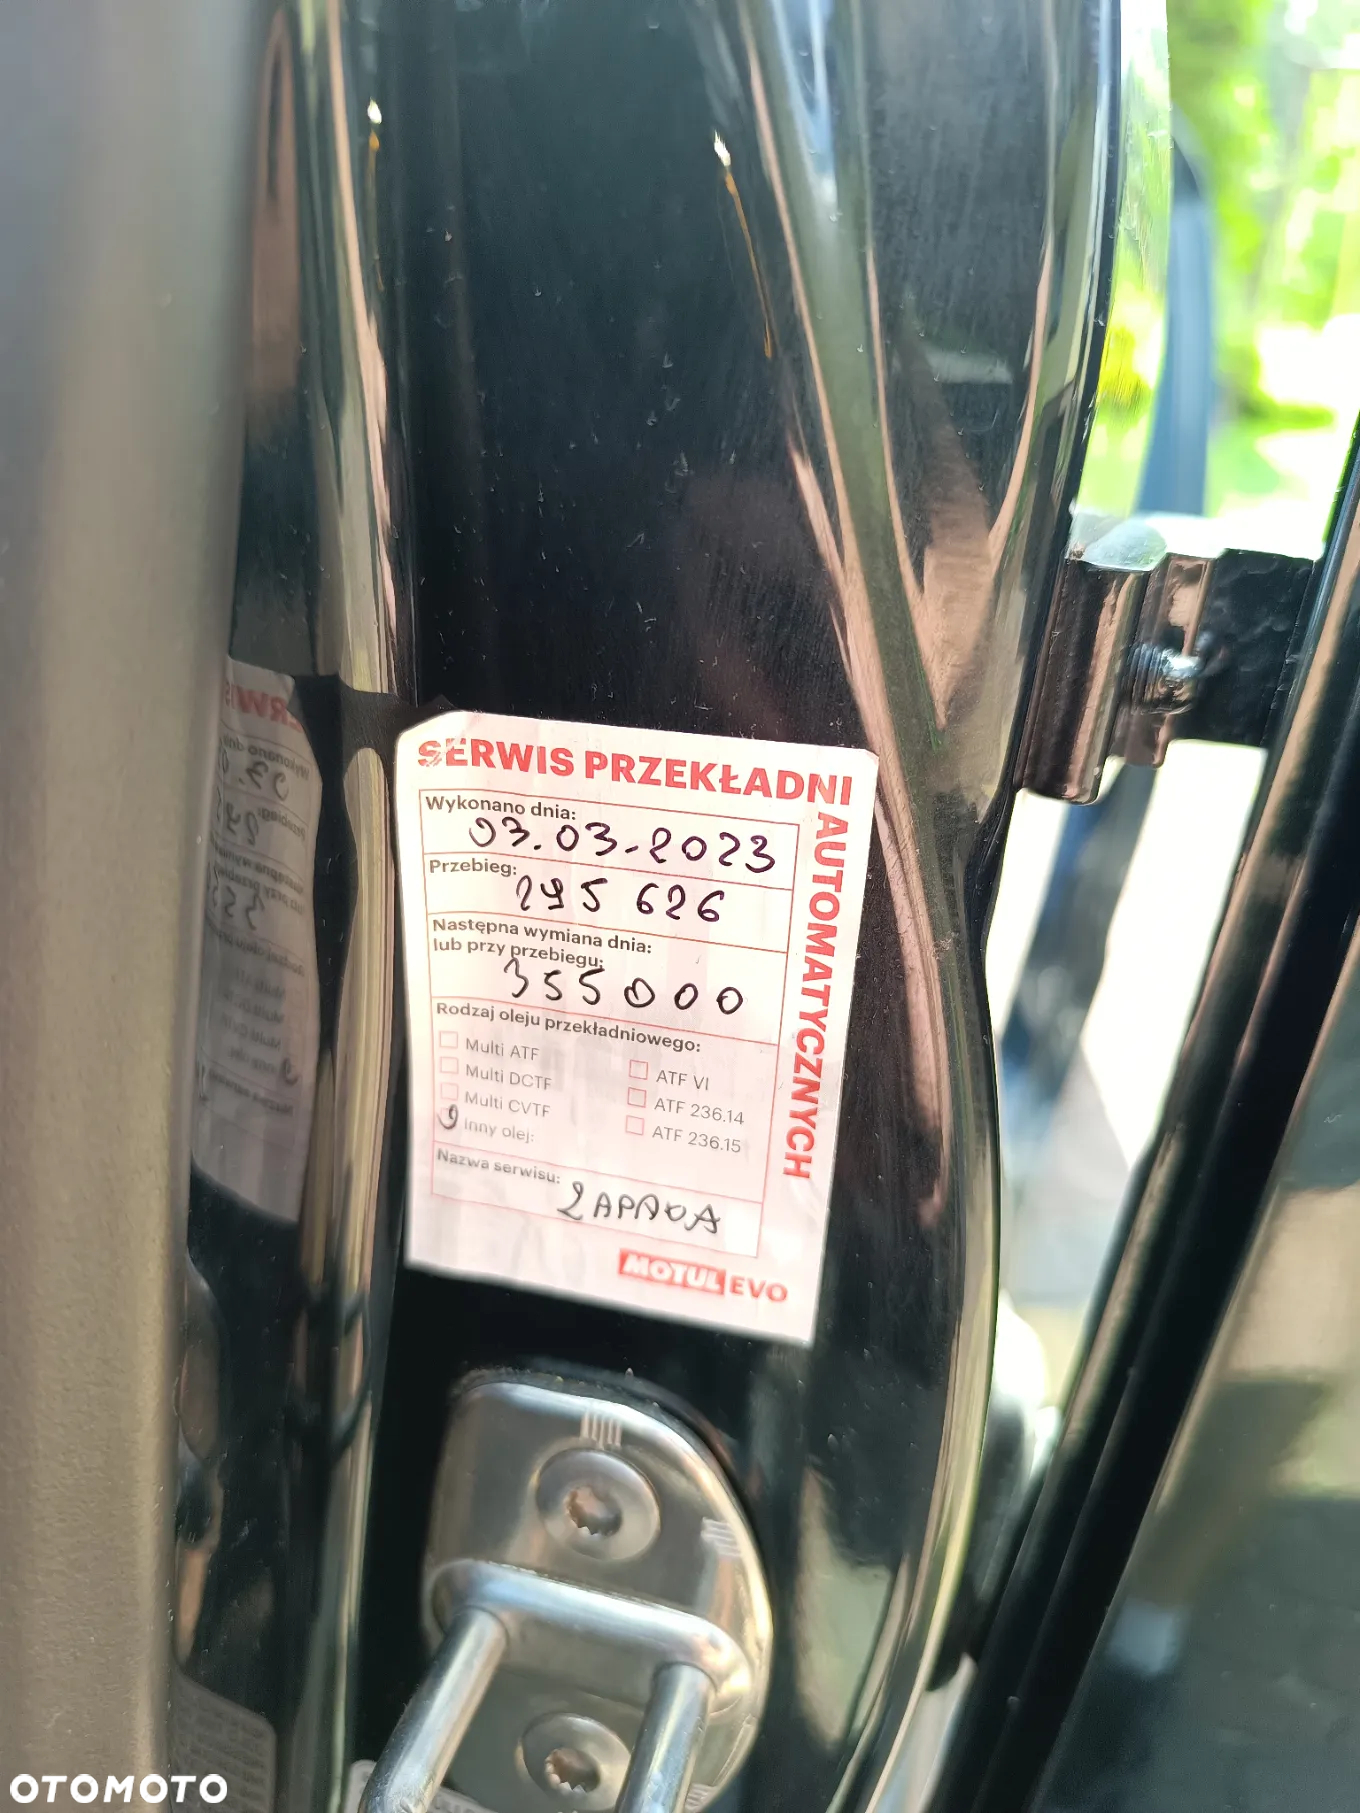 SERWIS PRZEKŁADNI
AUTOMATYCZNYCH
Wykonano dnia:
03.03.2023
Przebieg:
295 626
Następna wymiana dnia:
lub przy przebiegu:
355000
Rodzaj oleju przekładniowego:
Multi ATF
Multi DCTF
Multi CVTF
Inny olej:
ATF VI
ATF 236.14
ATF 236.15
Nazwa serwisu:
MOTUL EVO
OTOMOTO